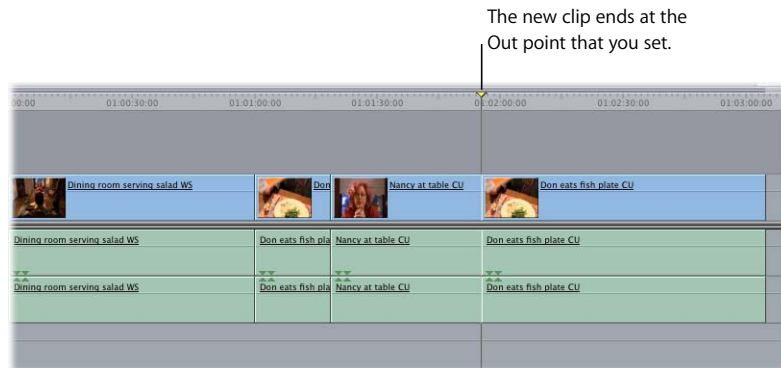 The new clip ends at the
Out point that you set.
00:00 01:00:30:00 01:01:00:00 01:01:30:00 01:02:00:00 01:02:30:00 01:03:00:00
Dining room serving salad WS Don Nancy at table CU Don eats fish plate CU
Dining room serving salad WS Don eats fish pla Nancy at table CU Don eats fish plate CU
Dining room serving salad WS Don eats fish pla Nancy at table CU Don eats fish plate CU